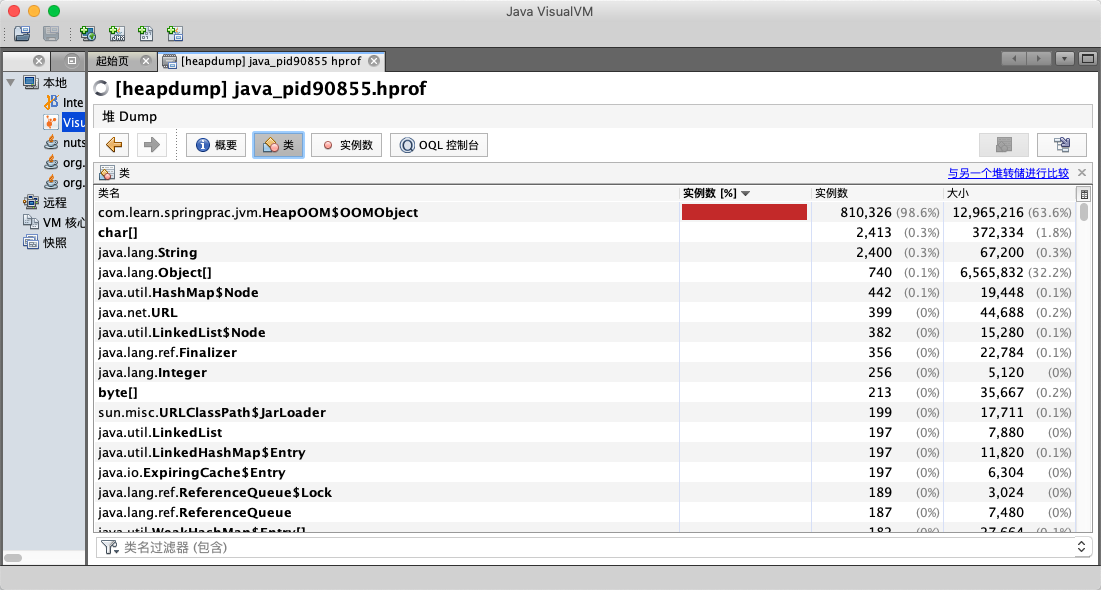 Java VisualVM
起始页
[heapdump] java_pid90855 hprof
本地
Inte
Visu
nuts
org.
org.
远程
VM 核心
快照
[heapdump] java_pid90855.hprof
堆 Dump
概要 类 实例数 OQL 控制台
类 与另一个堆转储进行比较
类名 实例数 [%] 实例数 大小
com.learn.springprac.jvm.HeapOOM$OOMObject 810,326 (98.6%) 12,965,216 (63.6%)
char[] 2,413 (0.3%) 372,334 (1.8%)
java.lang.String 2,400 (0.3%) 67,200 (0.3%)
java.lang.Object[] 740 (0.1%) 6,565,832 (32.2%)
java.util.HashMap$Node 442 (0.1%) 19,448 (0.1%)
java.net.URL 399 (0%) 44,688 (0.2%)
java.util.LinkedList$Node 382 (0%) 15,280 (0.1%)
java.lang.ref.Finalizer 356 (0%) 22,784 (0.1%)
java.lang.Integer 256 (0%) 5,120 (0%)
byte[] 213 (0%) 35,667 (0.2%)
sun.misc.URLClassPath$JarLoader 199 (0%) 17,711 (0.1%)
java.util.LinkedList 197 (0%) 7,880 (0%)
java.util.LinkedHashMap$Entry 197 (0%) 11,820 (0.1%)
java.io.ExpiringCache$Entry 197 (0%) 6,304 (0%)
java.lang.ref.ReferenceQueue$Lock 189 (0%) 3,024 (0%)
java.lang.ref.ReferenceQueue 187 (0%) 7,480 (0%)
java.util.WeakHashMap$Entry[] 182 (0%) 27,664 (0.1%)
类名过滤器 (包含)